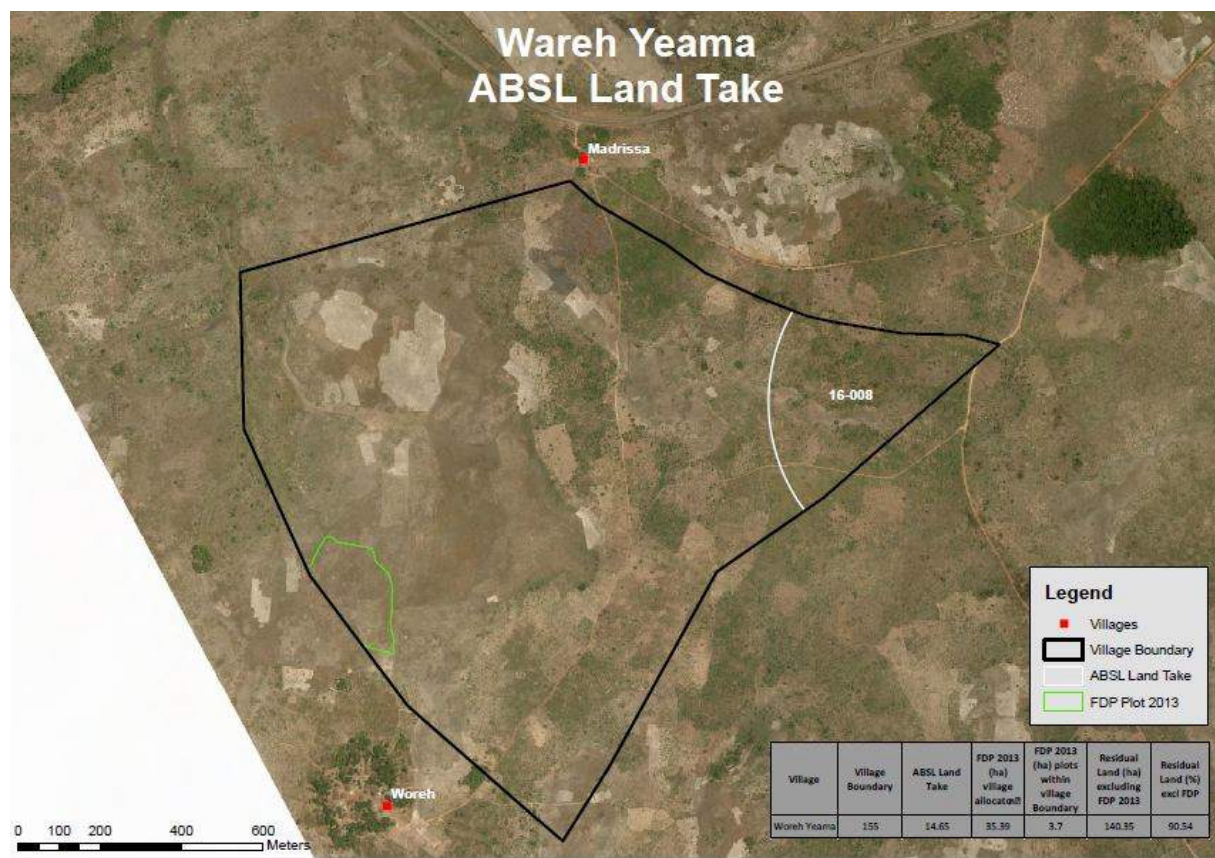 Wareh Yeama
ABSL Land Take
Madrissa
16-008
Woreh
0 100 200 400 600
Meters
Legend
Villages
Village Boundary
ABSL Land Take
FDP Plot 2013
Village
Village
Boundary
ABSL Land
Take
FDP 2013
(ha)
village
FDP 2013
(ha) plots
within
village
Boundary
Residual
Land (ha)
excluding
FDP 2013
Residual
Land (%)
excl FDP
Woreh Yeama 155 14.65 35.39 3.7 140.35 90.54